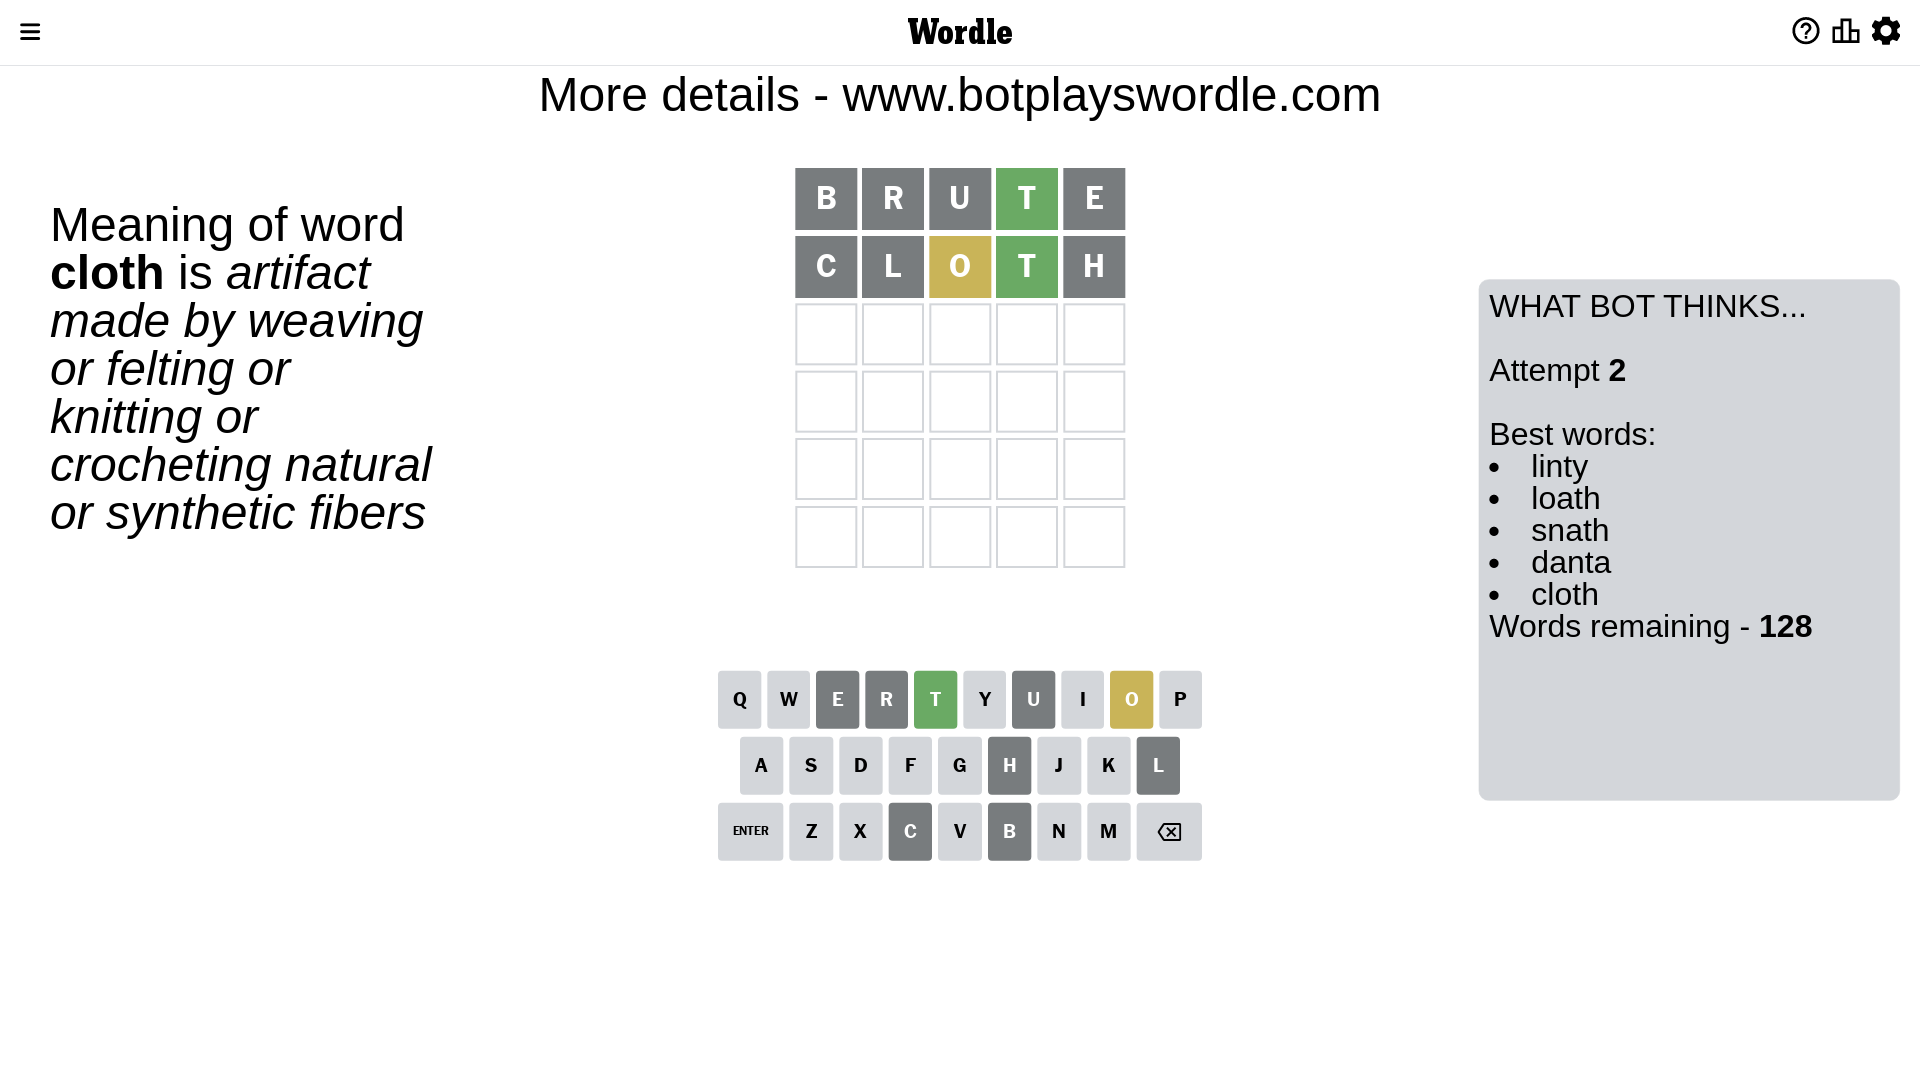 Wordle
More details - www.botplayswordle.com
Meaning of word
cloth is artifact
made by weaving
or felting or
knitting or
crocheting natural
or synthetic fibers
B R U T E
C L O T H
WHAT BOT THINKS...
Attempt 2
Best words:
• linty
• loath
• snath
• danta
• cloth
Words remaining - 128
Q W E R T Y U I O P
A S D F G H J K L
ENTER Z X C V B N M